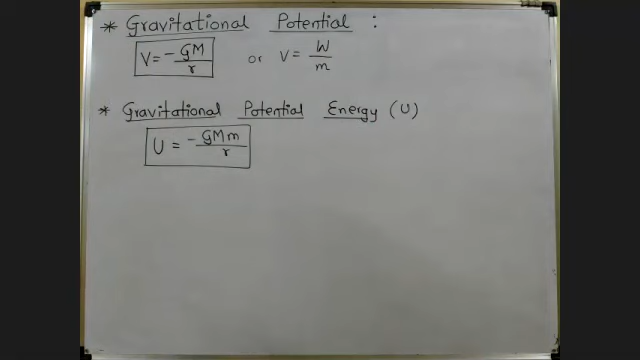 * Gravitational Potential :
V = -GM/r or V = W/m
* Gravitational Potential Energy (U)
U = -GMm/r